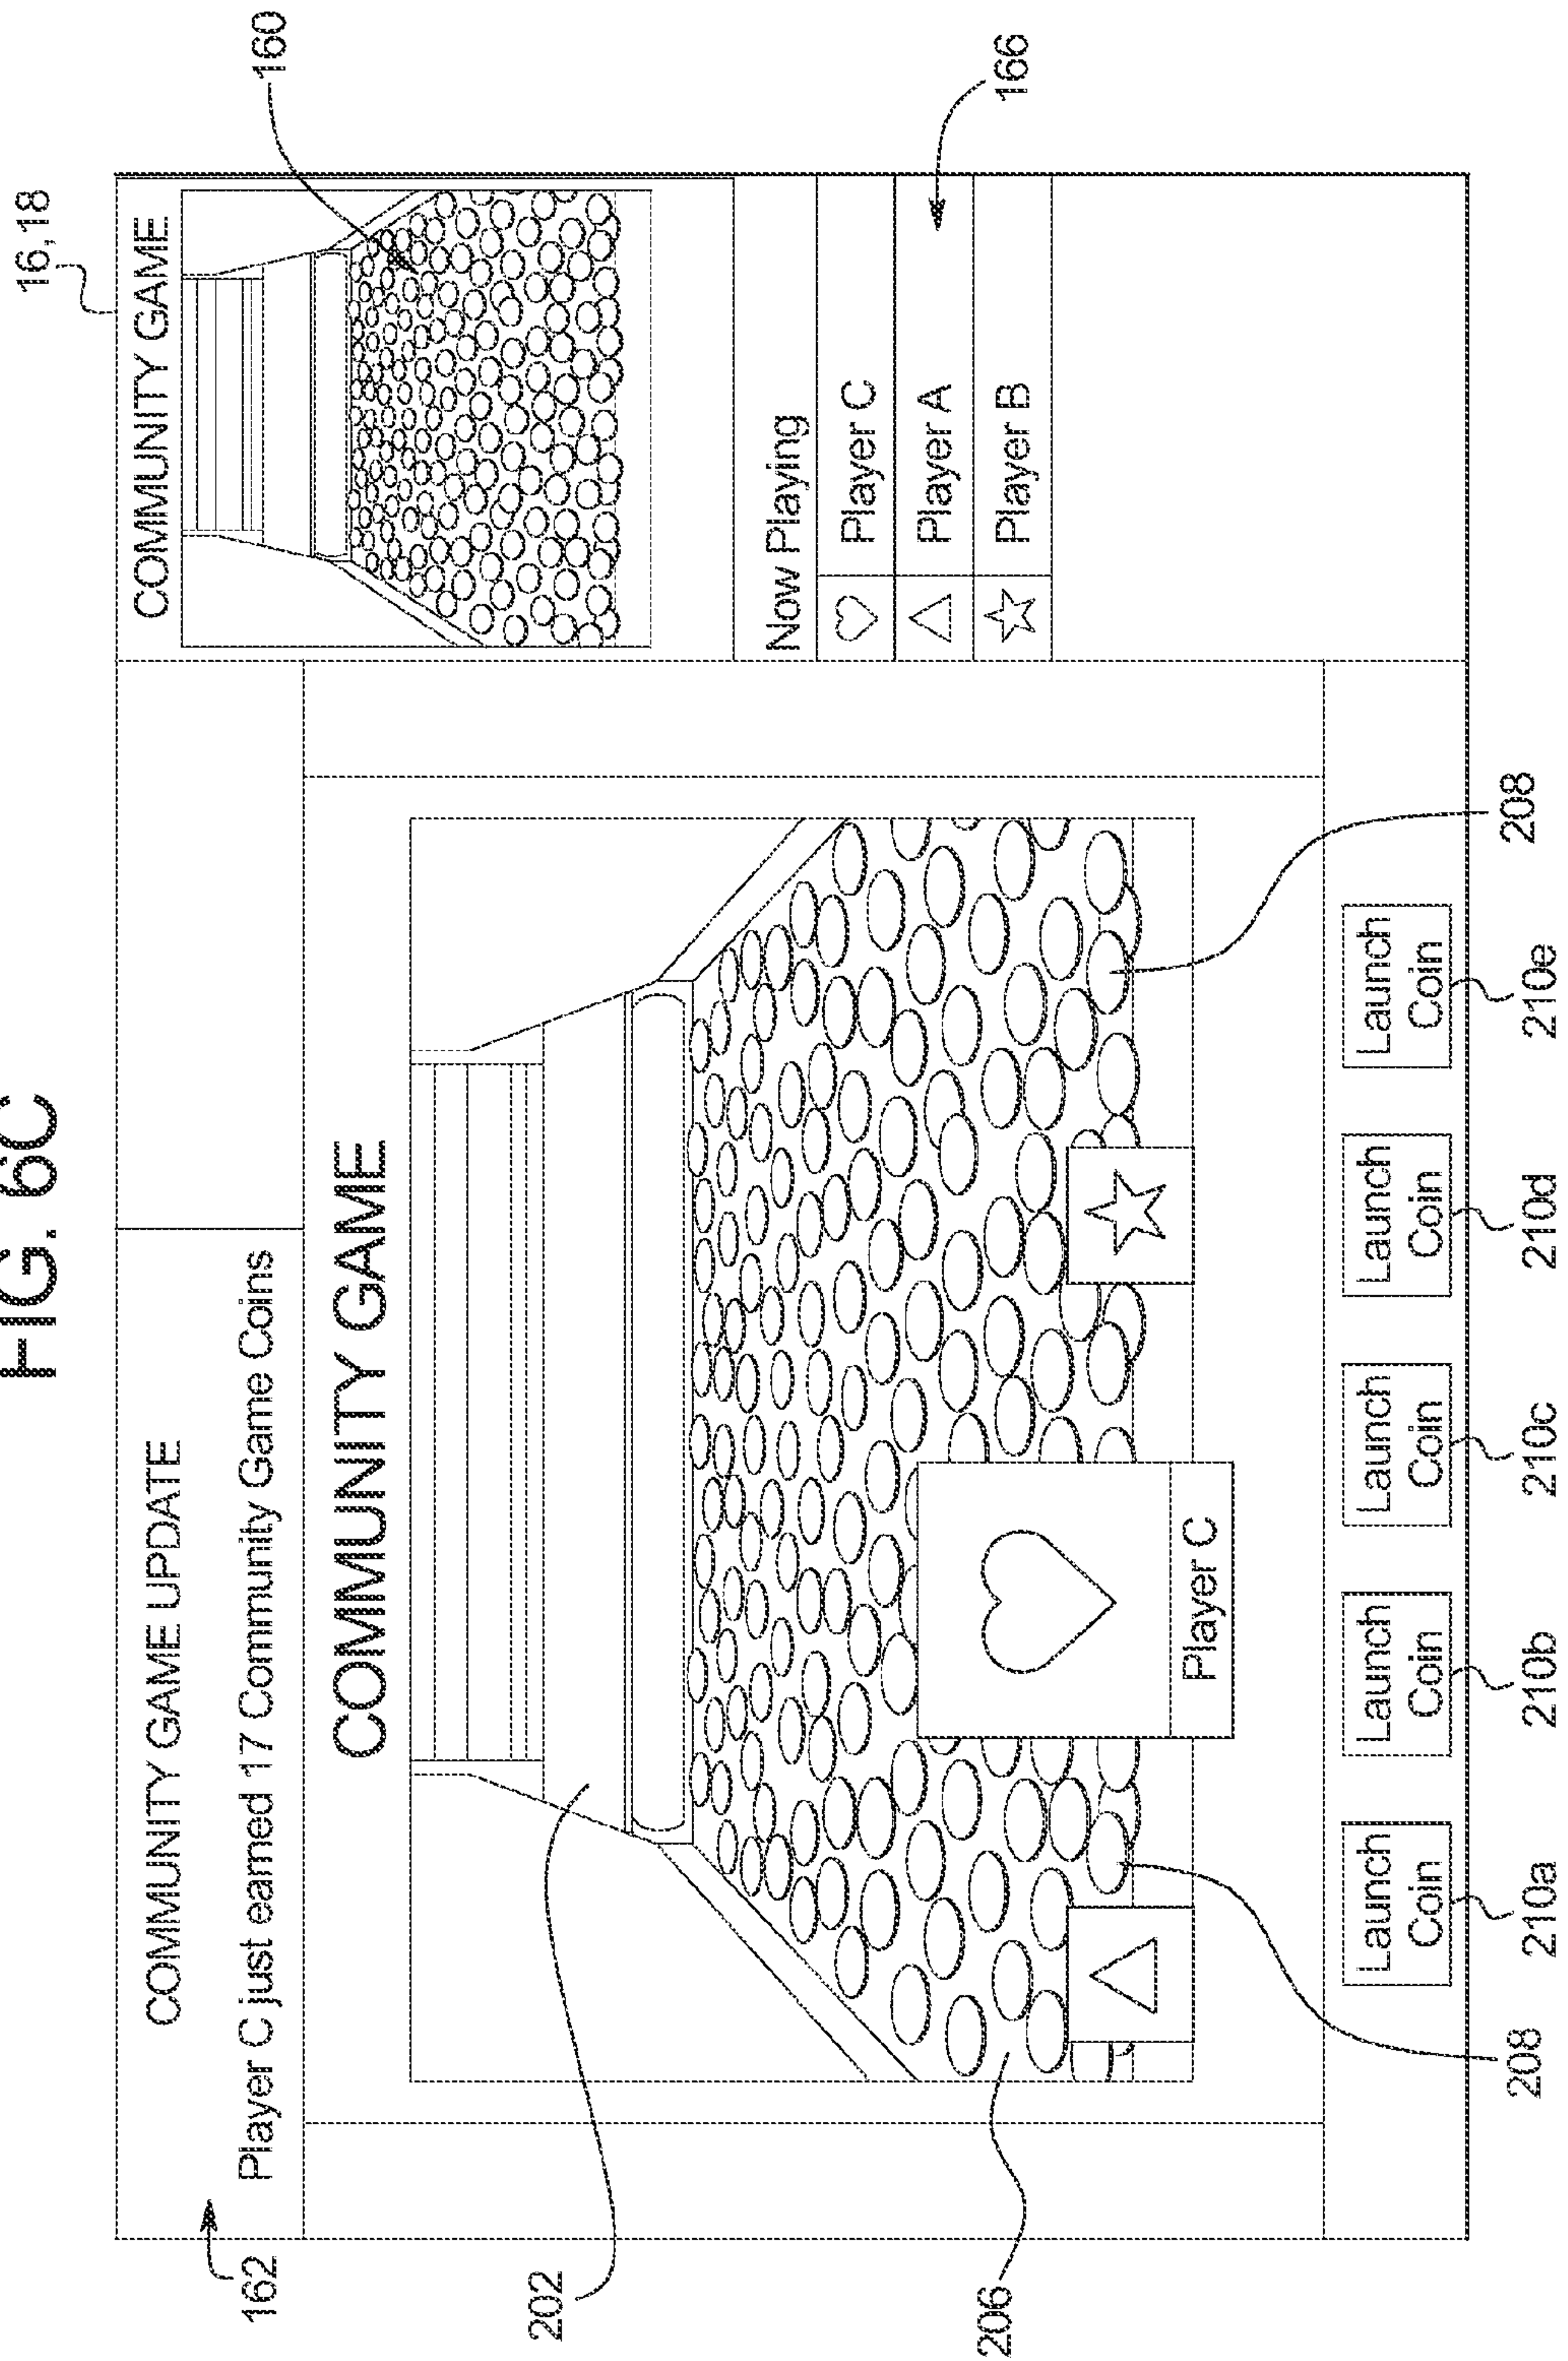 FIG. 6C
16,18
COMMUNITY GAME UPDATE
Player C just earned 17 Community Game Coins
162
COMMUNITY GAME
160
COMMUNITY GAME
202
206
Player C
208
208
Now Playing
Player C
Player A
Player B
166
Launch
Coin
210a
Launch
Coin
210b
Launch
Coin
210c
Launch
Coin
210d
Launch
Coin
210e